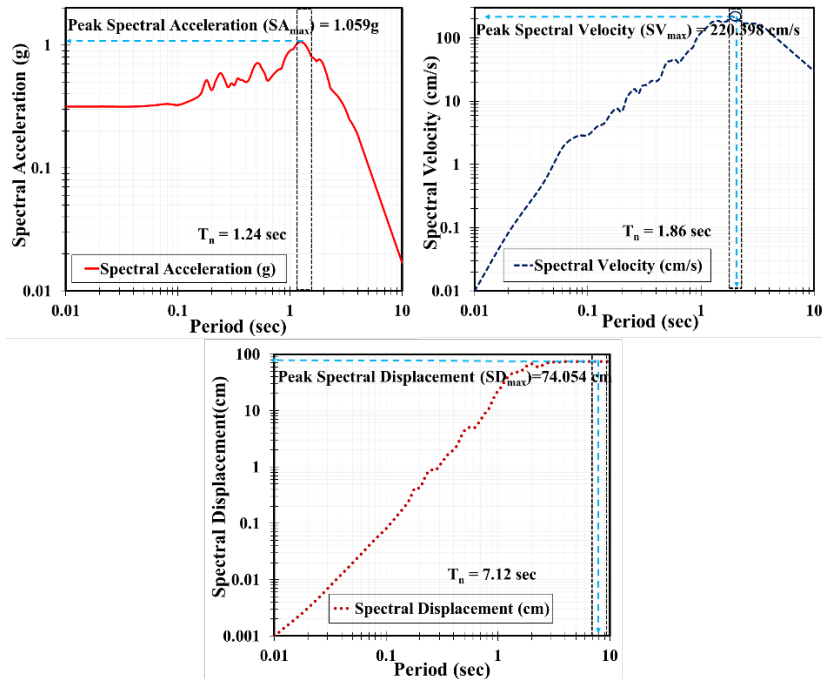 Peak Spectral Acceleration (SAmax) = 1.059g
1
0.1
0.01
Spectral Acceleration (g)
Tn = 1.24 sec
Spectral Acceleration (g)
0.01
0.10
1
10
Period (sec)
Peak Spectral Velocity (SVmax) = 220.398 cm/s
100
10
1
0.1
0.01
Spectral Velocity (cm/s)
Tn = 1.86 sec
Spectral Velocity (cm/s)
0.01
0.1
1
10
Period (sec)
Peak Spectral Displacement (SDmax)=74.054 cm
100
10
1
0.1
0.01
0.001
Spectral Displacement(cm)
Tn = 7.12 sec
Spectral Displacement (cm)
0.01
0.1
1
10
Period (sec)